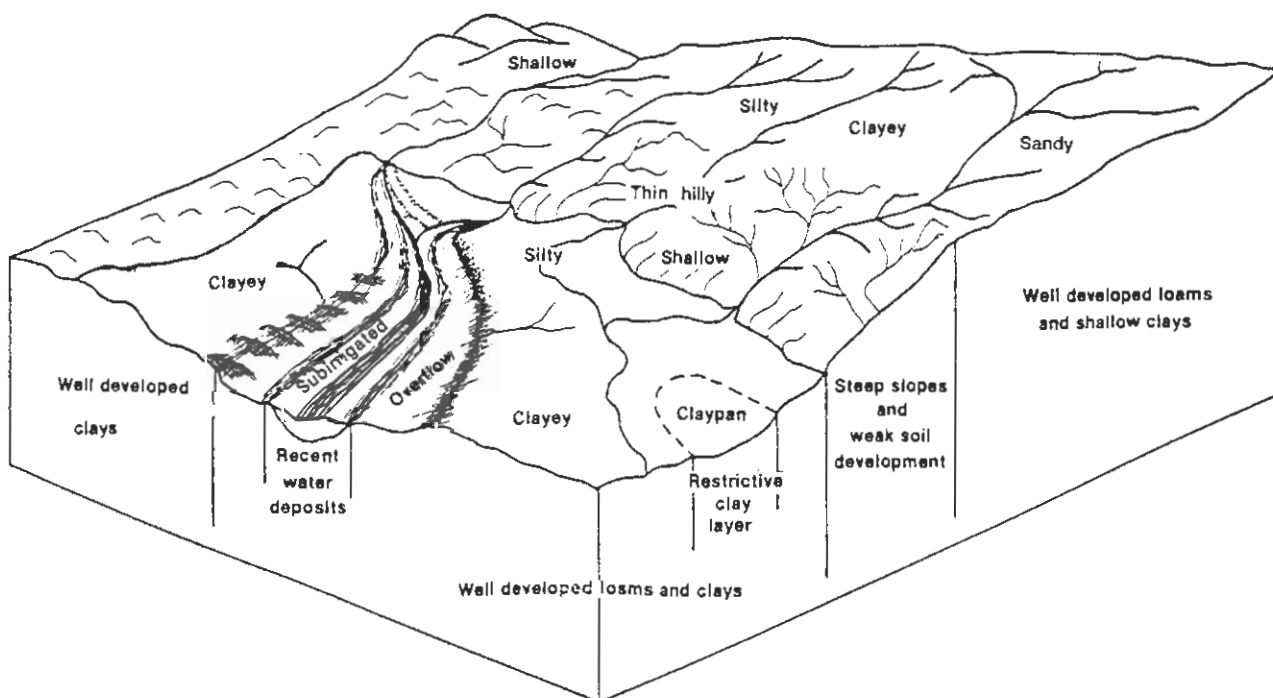 Shallow
Silty
Clayey
Sandy
Thin hilly
Shallow
Silty
Clayey
Subirrigated
Overflow
Clayey
Claypan
Well developed
clays
Recent
water
deposits
Restrictive
clay
layer
Steep slopes
and
weak soil
development
Well developed loams
and shallow clays
Well developed losms and clays